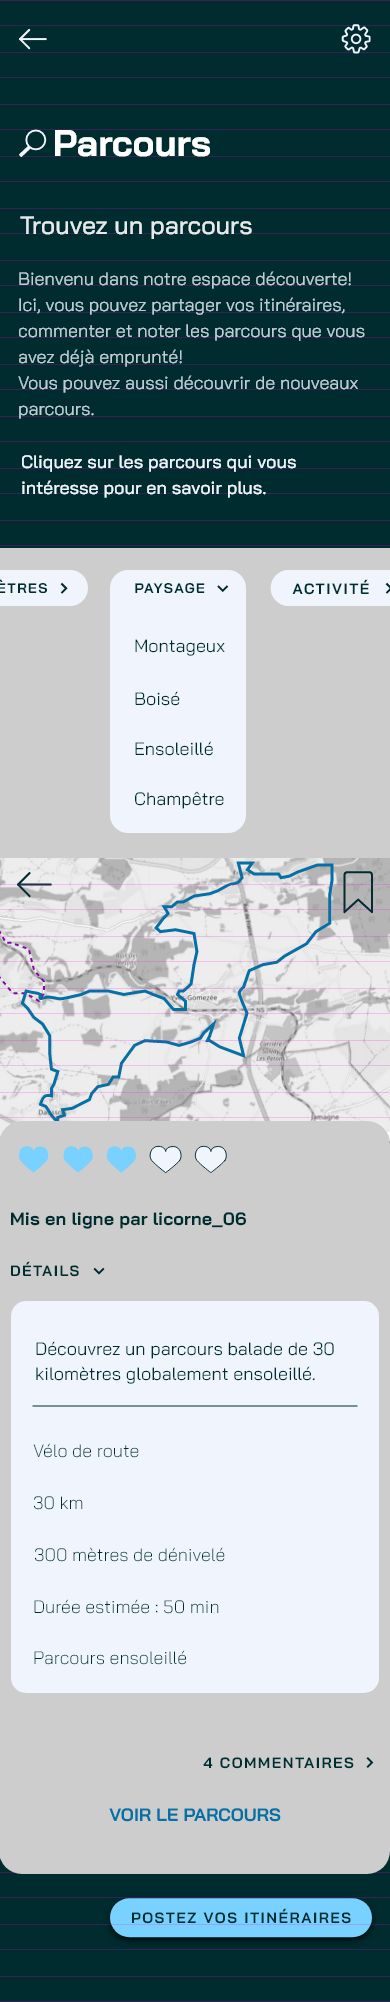 Parcours
Trouvez un parcours
Bienvenu dans notre espace découverte!
Ici, vous pouvez partager vos itinéraires,
commenter et noter les parcours que vous
avez déjà emprunté!
Vous pouvez aussi découvrir de nouveaux
parcours.
Cliquez sur les parcours qui vous
intéresse pour en savoir plus.
ÈTRES
PAYSAGE
ACTIVITÉ
Montageux
Boisé
Ensoleillé
Champêtre
Yves-Gomezée
N5
Jamagne
Mis en ligne par licorne_06
DÉTAILS
Découvrez un parcours balade de 30
kilomètres globalement ensoleillé.
Vélo de route
30 km
300 mètres de dénivelé
Durée estimée : 50 min
Parcours ensoleillé
4 COMMENTAIRES
VOIR LE PARCOURS
POSTEZ VOS ITINÉRAIRES